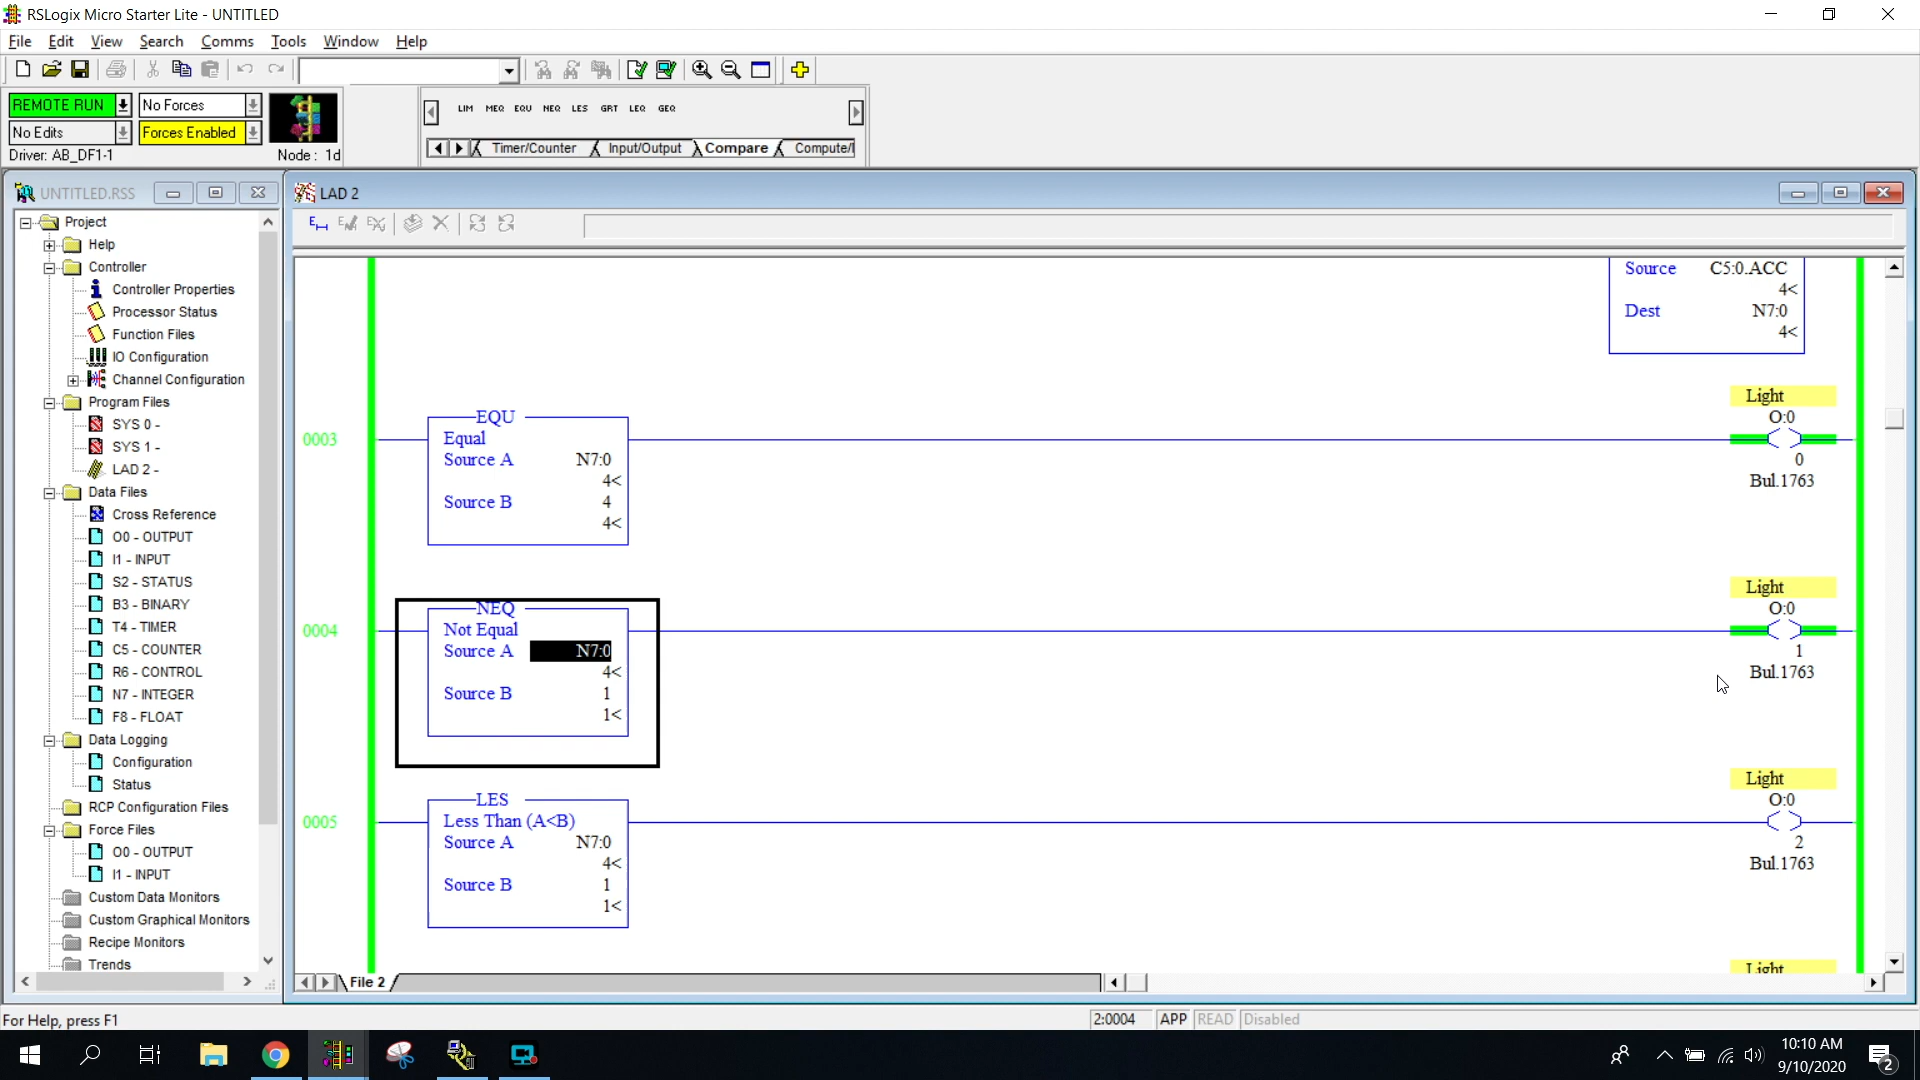 RSLogix Micro Starter Lite - UNTITLED
File Edit View Search Comms Tools Window Help
REMOTE RUN No Forces
No Edits Forces Enabled
Driver: AB_DF1-1 Node : 1d
LIM MEQ EQU NEQ LES GRT LEQ GEQ
Timer/Counter Input/Output Compare Compute/
UNTITLED.RSS
Project
Help
Controller
Controller Properties
Processor Status
Function Files
IO Configuration
Channel Configuration
Program Files
SYS 0 -
SYS 1 -
LAD 2 -
Data Files
Cross Reference
O0 - OUTPUT
I1 - INPUT
S2 - STATUS
B3 - BINARY
T4 - TIMER
C5 - COUNTER
R6 - CONTROL
N7 - INTEGER
F8 - FLOAT
Data Logging
Configuration
Status
RCP Configuration Files
Force Files
O0 - OUTPUT
I1 - INPUT
Custom Data Monitors
Custom Graphical Monitors
Recipe Monitors
Trends
LAD 2
Source C5:0.ACC
4<
Dest N7:0
4<
0003
EQU
Equal
Source A N7:0
4<
Source B 4
4<
Light
O:0
0
Bul.1763
0004
NEQ
Not Equal
Source A N7:0
4<
Source B 1
1<
Light
O:0
1
Bul.1763
0005
LES
Less Than (A<B)
Source A N7:0
4<
Source B 1
1<
Light
O:0
2
Bul.1763
Light
File 2
For Help, press F1
2:0004 APP READ Disabled
10:10 AM
9/10/2020
2